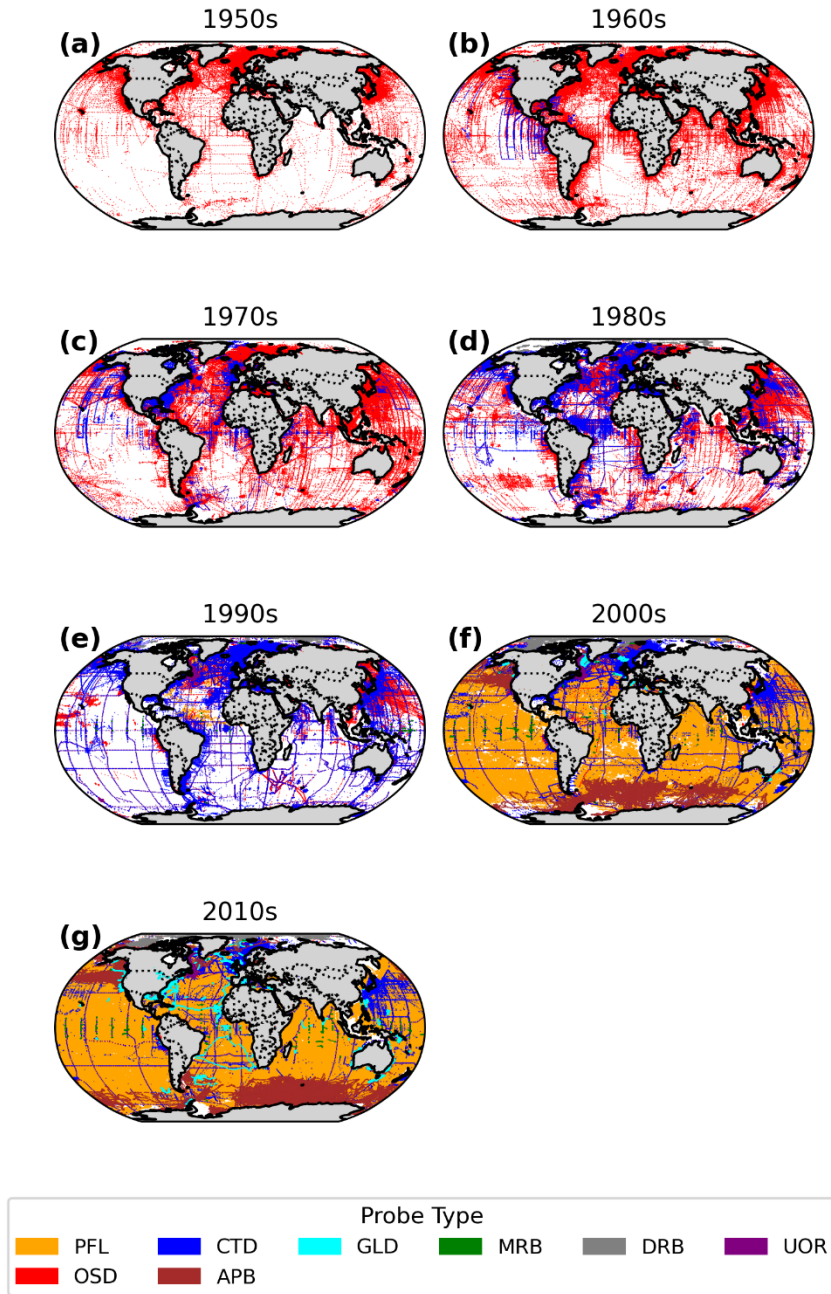 1950s
(a)
1960s
(b)
1970s
(c)
1980s
(d)
1990s
(e)
2000s
(f)
2010s
(g)
Probe Type
PFL CTD GLD MRB DRB UOR
OSD APB